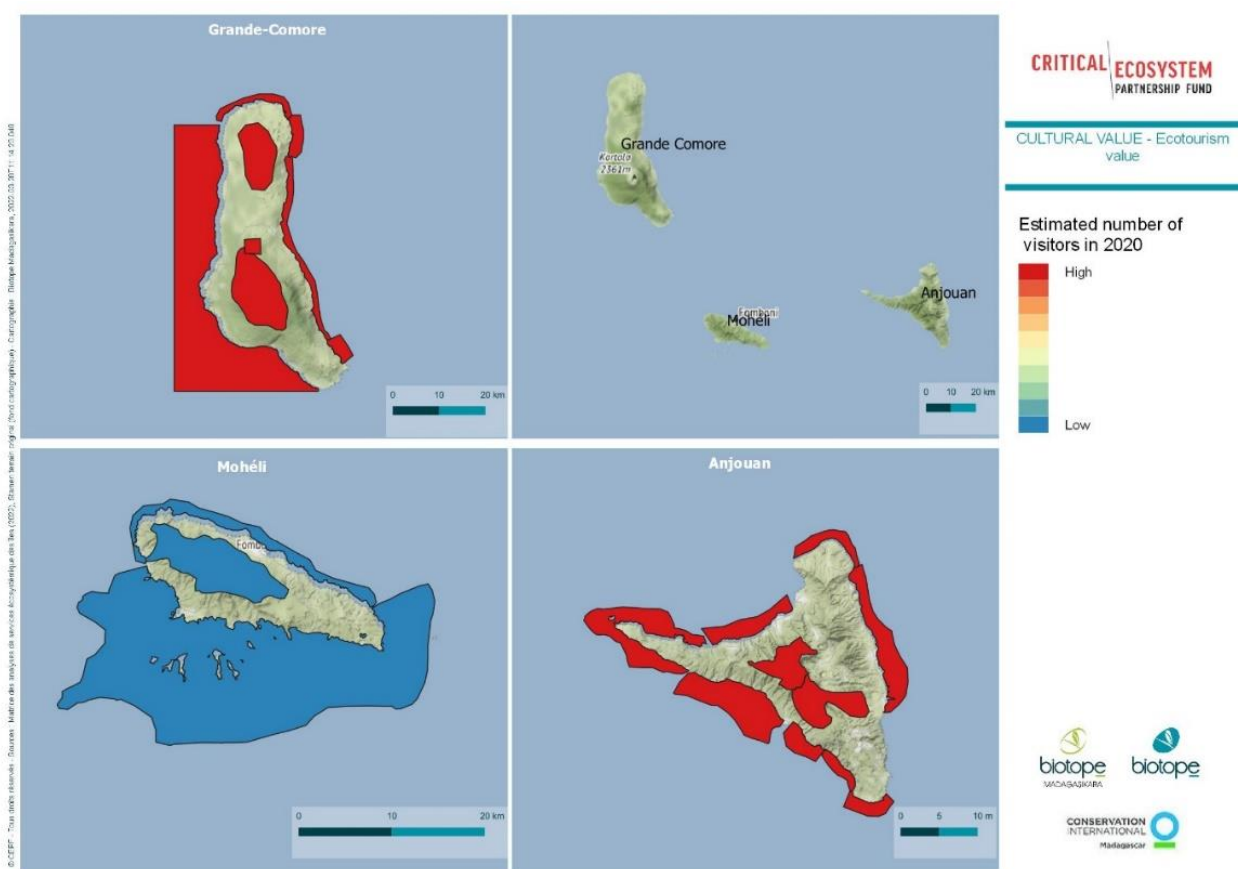 Grande-Comore
Grande Comore
Kartala
2361m
Anjouan
Fomboni
Mohéli
0 10 20 km
0 10 20 km
Mohéli
Fombo
0 10 20 km
Anjouan
0 5 10 m
CRITICAL ECOSYSTEM
PARTNERSHIP FUND
CULTURAL VALUE - Ecotourism
value
Estimated number of
visitors in 2020
High
Low
biotope
MADAGASIKARA
biotope
CONSERVATION
INTERNATIONAL
Madagascar